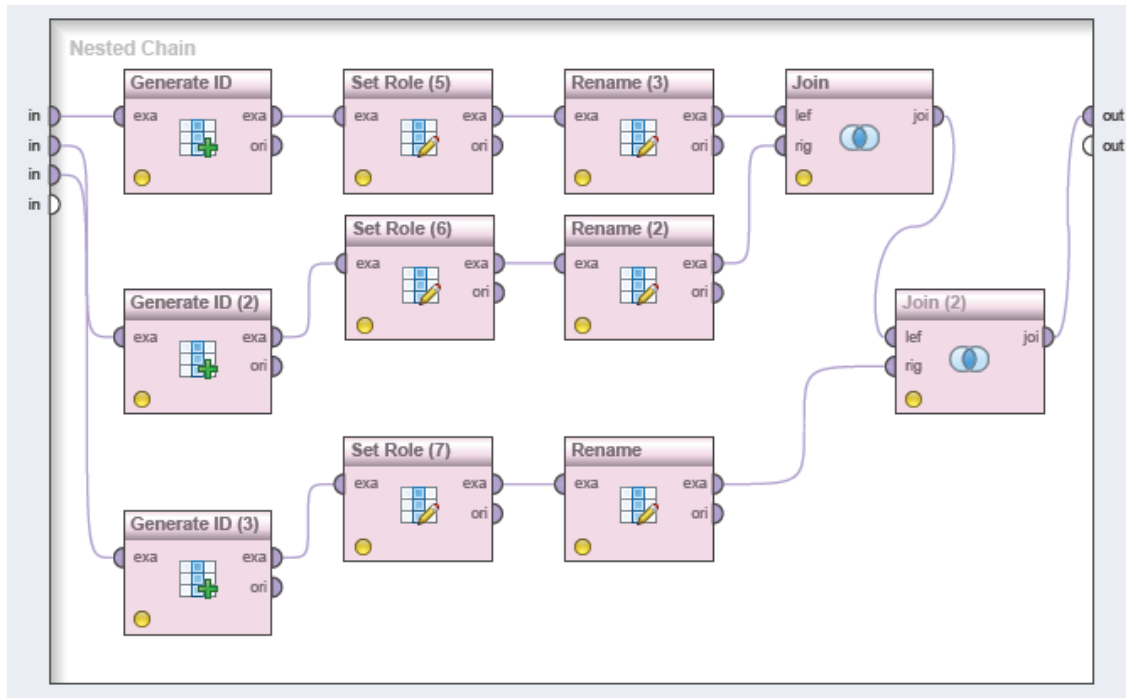 Nested Chain
Generate ID
Set Role (5)
Rename (3)
Join
in
exa
exa
exa
exa
exa
exa
lef
joi
out
in
ori
ori
ori
rig
out
in
in
Set Role (6)
Rename (2)
exa
exa
exa
exa
ori
ori
Generate ID (2)
Join (2)
exa
exa
lef
joi
ori
rig
Set Role (7)
Rename
exa
exa
exa
exa
ori
ori
Generate ID (3)
exa
exa
ori